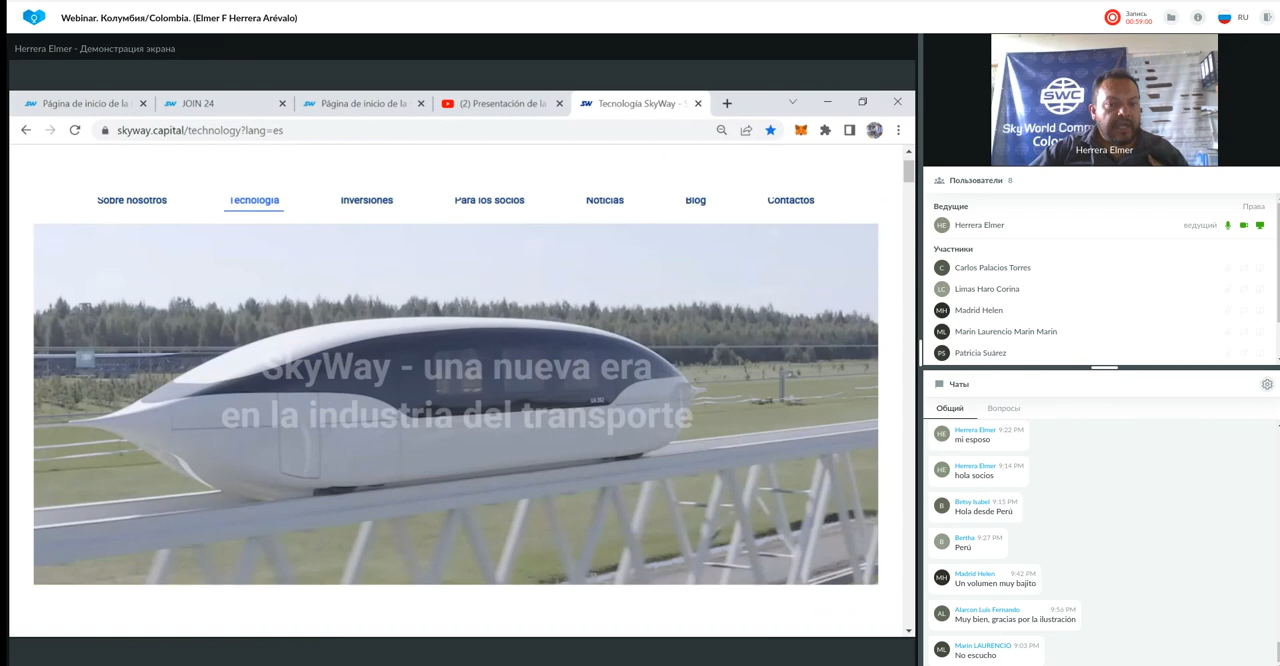 Webinar. Колумбия/Colombia. (Elmer F Herrera Arévalo)
Запись
00:59:00
RU
Herrera Elmer - Демонстрация экрана
Página de inicio de la
JOIN 24
Página de inicio de la
(2) Presentación de la
Tecnología SkyWay - S
skyway.capital/technology?lang=es
Sobre nosotros
Tecnología
Inversiones
Para los socios
Noticias
Blog
Contactos
SkyWay - una nueva era
en la industria del transporte
SWC
Sky World Comm
Herrera Elmer
Пользователи 8
Ведущие
Права
HE
Herrera Elmer
ведущий
Участники
C
Carlos Palacios Torres
LC
Limas Haro Corina
MH
Madrid Helen
ML
Marin Laurencio Marin Marin
PS
Patricia Suárez
Чаты
Общий
Вопросы
HE
Herrera Elmer 9:22 PM
mi esposo
HE
Herrera Elmer 9:14 PM
hola socios
B
Betsy Isabel 9:15 PM
Hola desde Perú
B
Bertha 9:27 PM
Perú
MH
Madrid Helen 9:42 PM
Un volumen muy bajito
AL
Alarcon Luis Fernando 9:56 PM
Muy bien, gracias por la ilustración
ML
Marin LAURENCIO 9:03 PM
No escucho